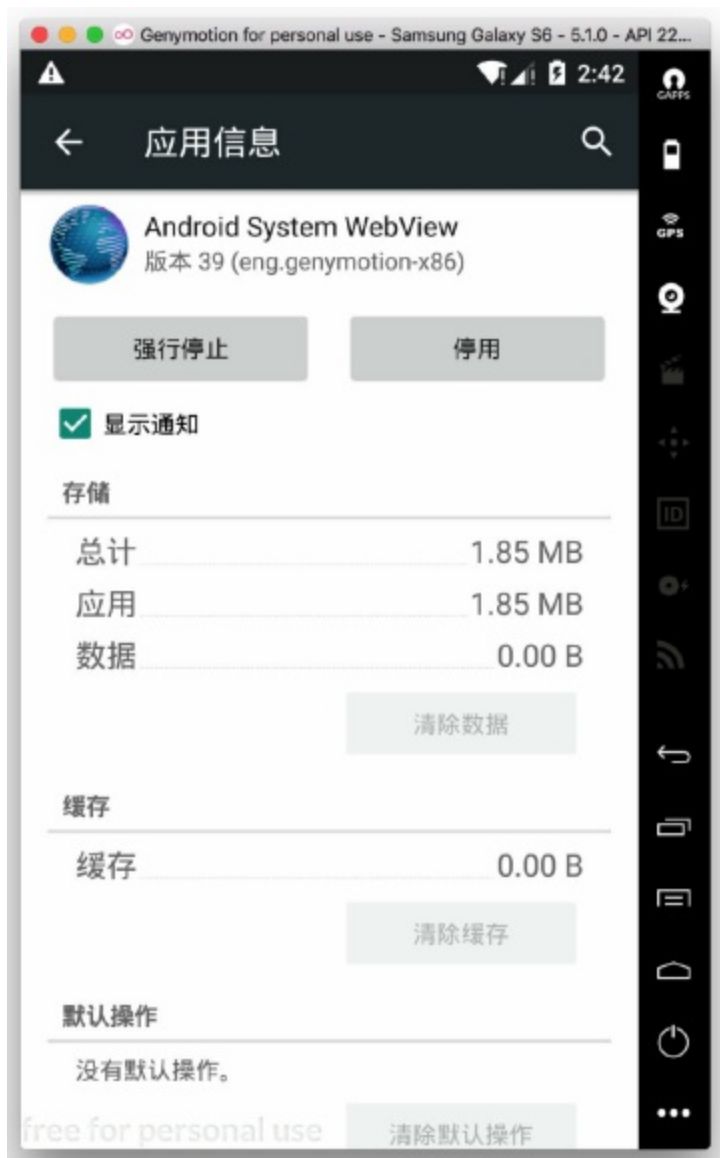 Genymotion for personal use - Samsung Galaxy S6 - 5.1.0 - API 22...
2:42
GAPPS
应用信息
Android System WebView
版本 39 (eng.genymotion-x86)
GPS
强行停止 停用
显示通知
存储
ID
总计 1.85 MB
应用 1.85 MB
数据 0.00 B
清除数据
缓存
缓存 0.00 B
清除缓存
默认操作
没有默认操作。
free for personal use
清除默认操作